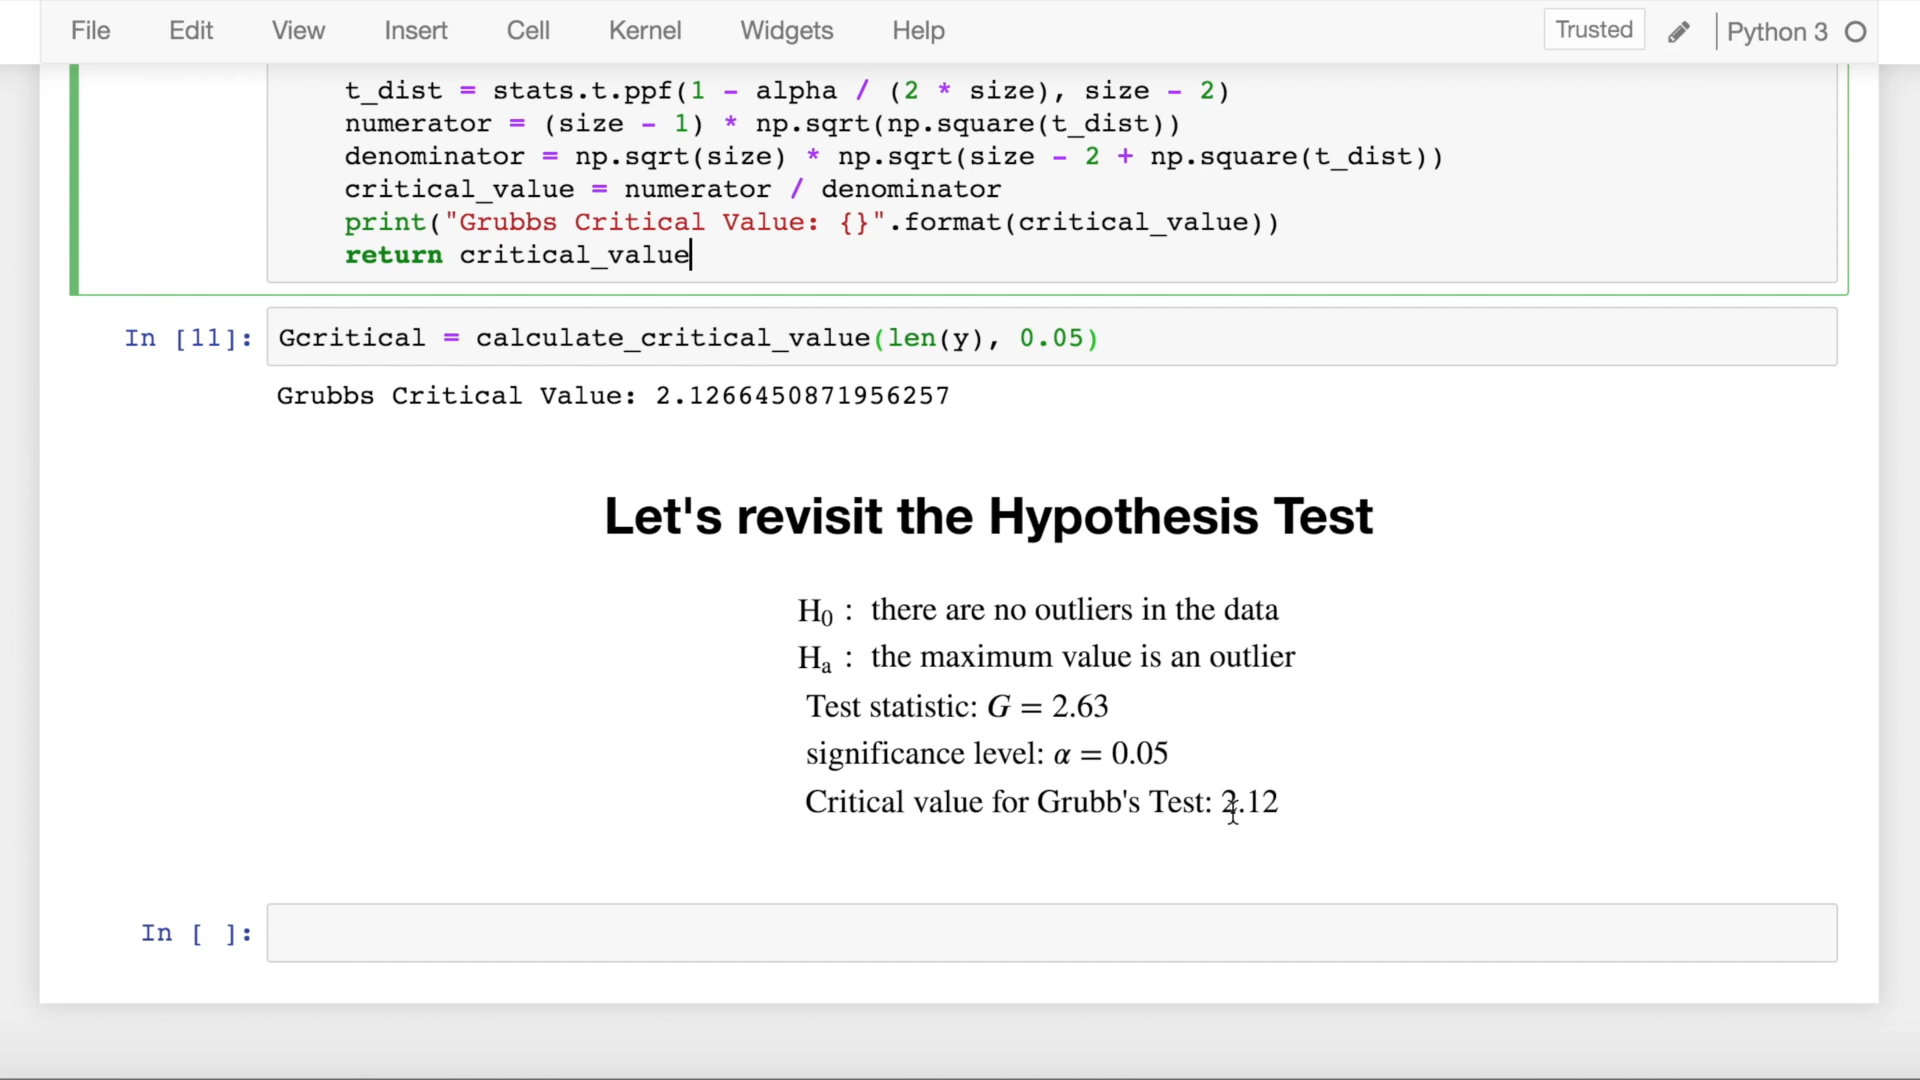 File Edit View Insert Cell Kernel Widgets Help Trusted Python 3
t_dist = stats.t.ppf(1 - alpha / (2 * size), size - 2)
numerator = (size - 1) * np.sqrt(np.square(t_dist))
denominator = np.sqrt(size) * np.sqrt(size - 2 + np.square(t_dist))
critical_value = numerator / denominator
print("Grubbs Critical Value: {}".format(critical_value))
return critical_value
In [11]: Gcritical = calculate_critical_value(len(y), 0.05)
Grubbs Critical Value: 2.1266450871956257
Let's revisit the Hypothesis Test
H₀ : there are no outliers in the data
Hₐ : the maximum value is an outlier
Test statistic: G = 2.63
significance level: α = 0.05
Critical value for Grubb's Test: 2.12
In [ ]: